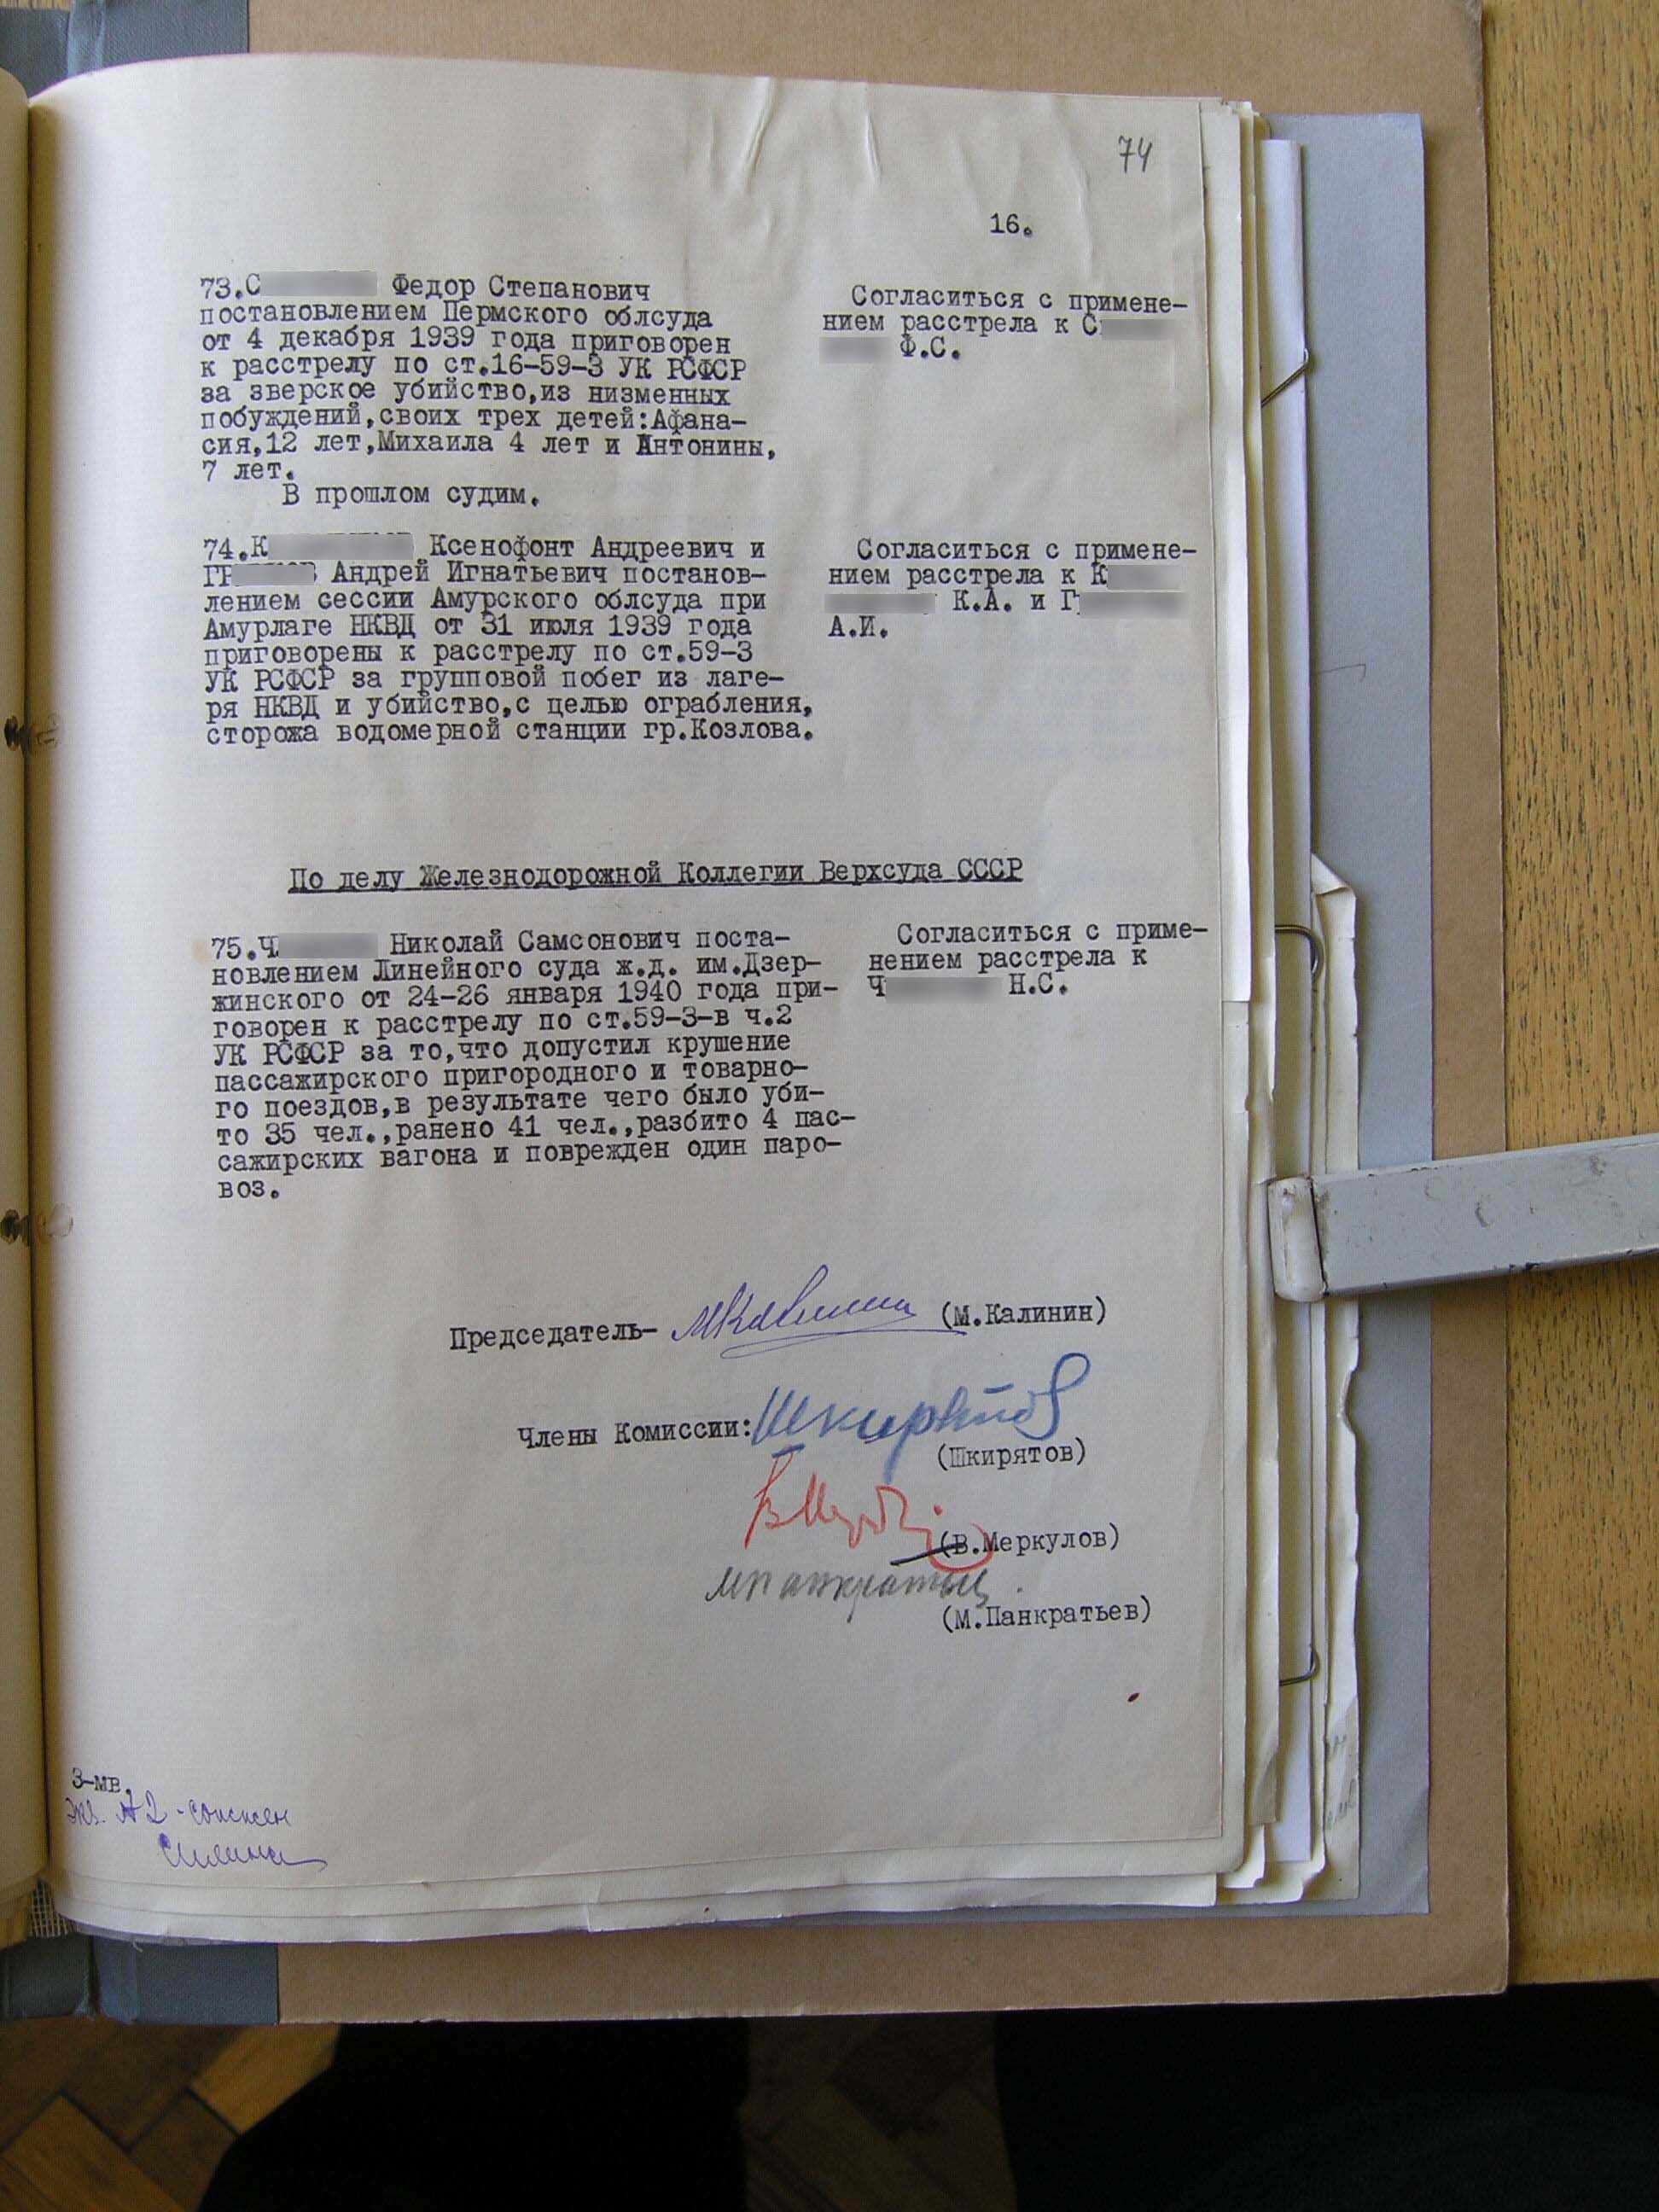 74
16.
73.С Федор Степанович
постановлением Пермского облсуда
от 4 декабря 1939 года приговорен
к расстрелу по ст.16-59-3 УК РСФСР
за зверское убийство,из низменных
побуждений,своих трех детей:Афана-
сия,12 лет,Михаила 4 лет и Антонины,
7 лет.
В прошлом судим.
Согласиться с примене-
нием расстрела к С
Ф.С.
74.К Ксенофонт Андреевич и
ГР Андрей Игнатьевич постанов-
лением сессии Амурского облсуда при
Амурлаге НКВД от 31 июля 1939 года
приговорены к расстрелу по ст.59-3
УК РСФСР за групповой побег из лаге-
ря НКВД и убийство,с целью ограбления,
сторожа водомерной станции гр.Козлова.
Согласиться с примене-
нием расстрела к К
К.А. и Г
А.И.
По делу Железнодорожной Коллегии Верхсуда СССР
75.Ч Николай Самсонович поста-
новлением Линейного суда ж.д. им.Дзер-
жинского от 24-26 января 1940 года при-
говорен к расстрелу по ст.59-3-в ч.2
УК РСФСР за то,что допустил крушение
пассажирского пригородного и товарно-
го поездов,в результате чего было уби-
то 35 чел.,ранено 41 чел.,разбито 4 пас-
сажирских вагона и поврежден один паро-
воз.
Согласиться с приме-
нением расстрела к
Ч Н.С.
Председатель- МКалинин (М.Калинин)
Члены Комиссии: Шкирятов
(Шкирятов)
(В.Меркулов)
МПанкратьев
(М.Панкратьев)
3-мв.
Экз. №2 - сожжен